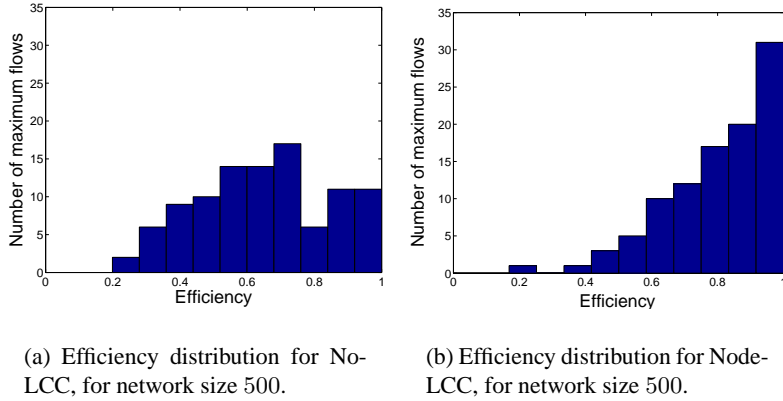 35
30
25
20
15
10
5
0
Number of maximum flows
0 0.2 0.4 0.6 0.8 1
Efficiency
(a) Efficiency distribution for No-
LCC, for network size 500.
35
30
25
20
15
10
5
0
Number of maximum flows
0 0.2 0.4 0.6 0.8 1
Efficiency
(b) Efficiency distribution for Node-
LCC, for network size 500.